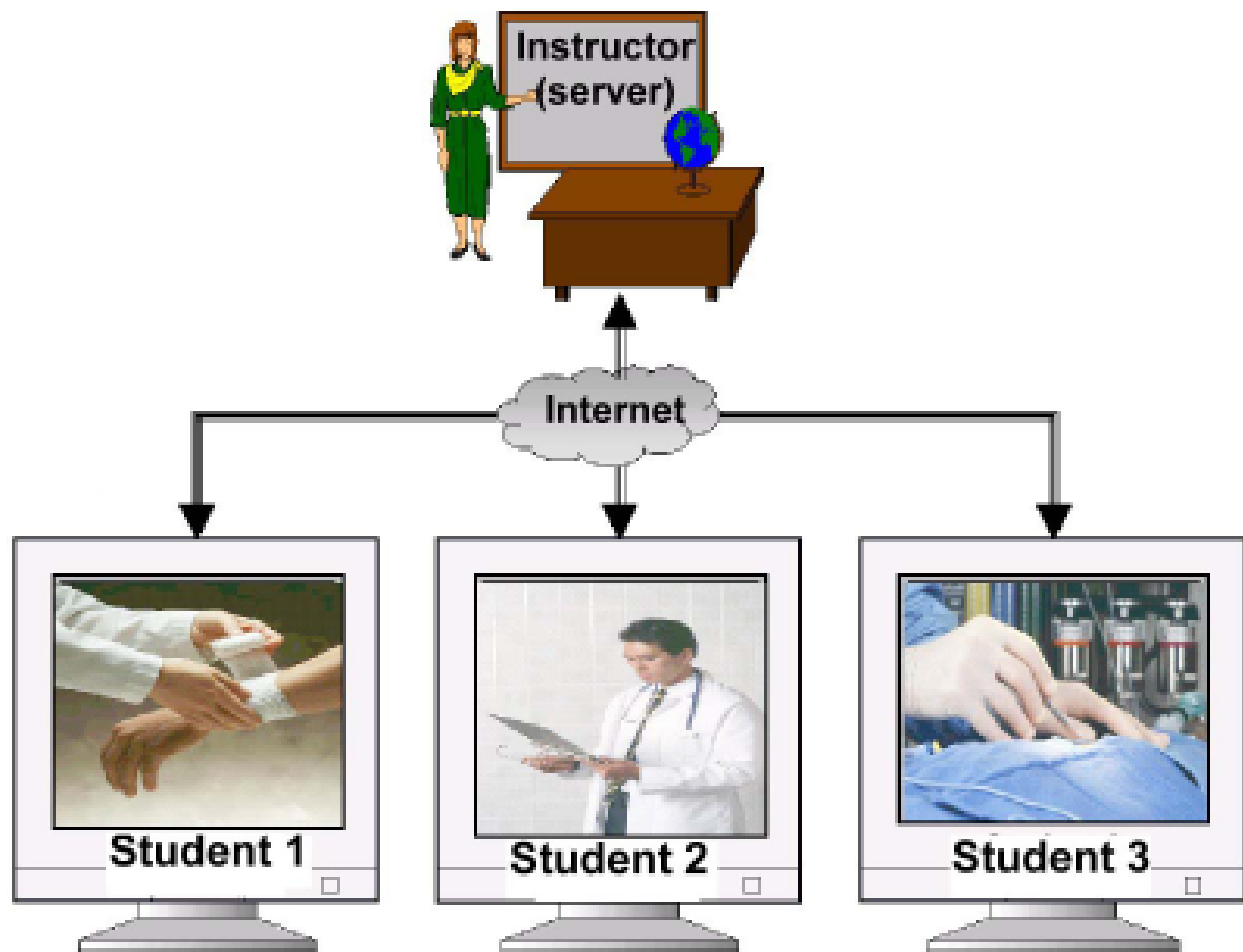 Instructor
(server)
Internet
Student 1
Student 2
Student 3